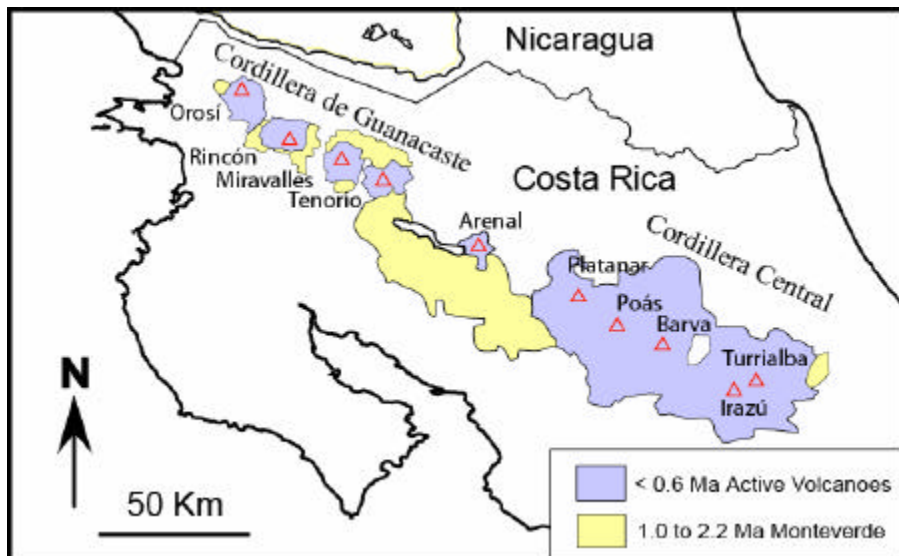 Nicaragua
Cordillera de Guanacaste
Orosí
Rincón
Miravalles
Tenorio
Costa Rica
Arenal
Cordillera Central
Platanar
Poás
Barva
Turrialba
Irazú
N
50 Km
< 0.6 Ma Active Volcanoes
1.0 to 2.2 Ma Monteverde